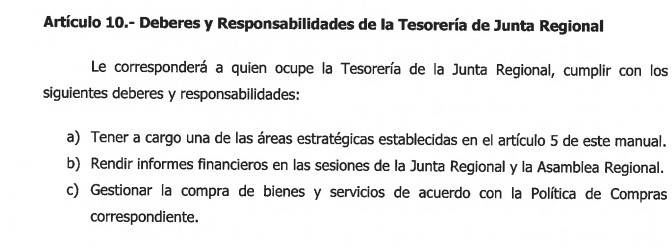 Artículo 10.- Deberes y Responsabilidades de la Tesorería de Junta Regional
Le corresponderá a quien ocupe la Tesorería de la Junta Regional, cumplir con los
siguientes deberes y responsabilidades:
a) Tener a cargo una de las áreas estratégicas establecidas en el artículo 5 de este manual.
b) Rendir informes financieros en las sesiones de la Junta Regional y la Asamblea Regional.
c) Gestionar la compra de bienes y servicios de acuerdo con la Política de Compras
correspondiente.